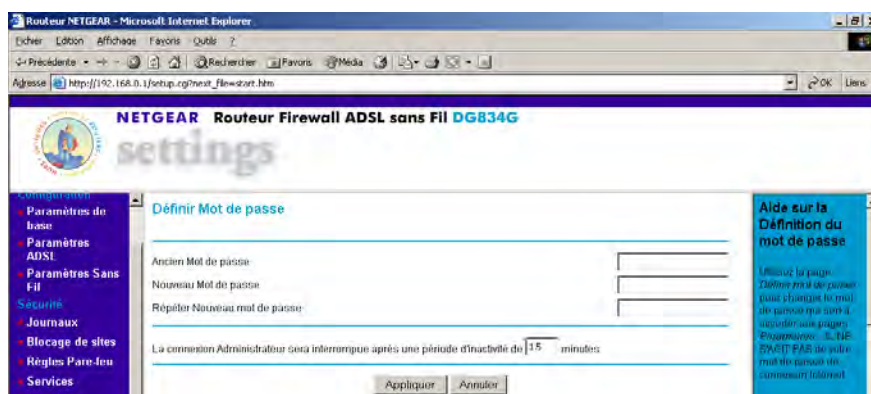 Routeur NETGEAR - Microsoft Internet Explorer
Fichier Edition Affichage Favoris Outils ?
Précédente Rechercher Favoris Média
Adresse http://192.168.0.1/setup.cgi?next_file=start.htm OK Liens
NETGEAR Routeur Firewall ADSL sans Fil DG834G
settings
Configuration
Paramètres de base
Paramètres ADSL
Paramètres Sans Fil
Sécurité
Journaux
Blocage de sites
Règles Pare-feu
Services
Définir Mot de passe
Ancien Mot de passe
Nouveau Mot de passe
Répéter Nouveau mot de passe
La connexion Administrateur sera interrompue après une période d'inactivité de 15 minutes
Appliquer Annuler
Aide sur la
Définition du
mot de passe
Utilisez la page
Définir mot de passe
pour changer le mot
de passe qui sert à
accéder aux pages
Paramètres. IL NE
S'AGIT PAS de votre
mot de passe de
connexion Internet